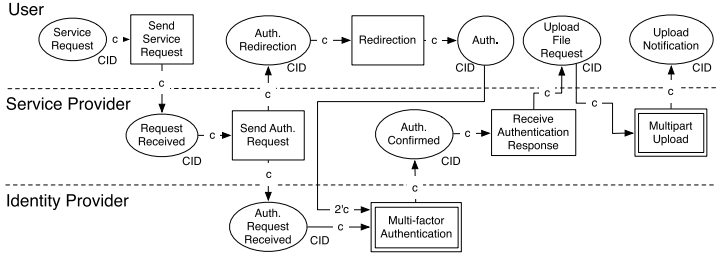 User
Service
Request
CID
c
Send
Service
Request
c
Auth.
Redirection
CID
c
Redirection
c
Auth.
CID
Upload
File
Request
CID
Upload
Notification
CID
c
c
c
c
Service Provider
Request
Received
CID
c
Send Auth.
Request
c
Auth.
Confirmed
CID
c
Receive
Authentication
Response
Multipart
Upload
c
Identity Provider
Auth.
Request
Received
CID
2'c
c
Multi-factor
Authentication